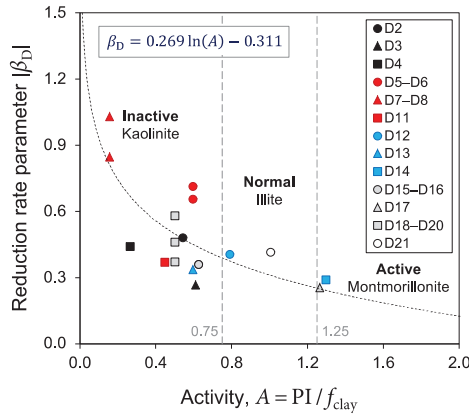 β_D = 0.269 ln(A) − 0.311
Reduction rate parameter |β_D|
1.5
1.2
0.9
0.6
0.3
0.0
Inactive
Kaolinite
Normal
Illite
Active
Montmorillonite
0.75
1.25
D2
D3
D4
D5–D6
D7–D8
D11
D12
D13
D14
D15–D16
D17
D18–D20
D21
0.0 0.4 0.8 1.2 1.6 2.0
Activity, A = PI / f_clay